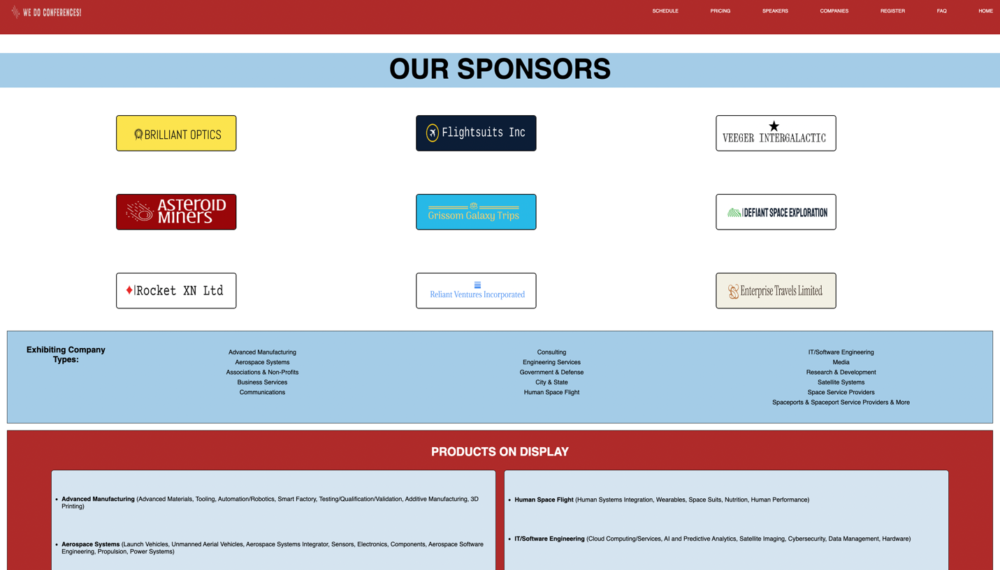 WE DO CONFERENCES!
SCHEDULE PRICING SPEAKERS COMPANIES REGISTER FAQ HOME
OUR SPONSORS
BRILLIANT OPTICS
Flightsuits Inc
VEEGER INTERGALACTIC
ASTEROID
MINERS
Grissom Galaxy Trips
DEFIANT SPACE EXPLORATION
Rocket XN Ltd
Reliant Ventures Incorporated
Enterprise Travels Limited
Exhibiting Company
Types:
Advanced Manufacturing
Aerospace Systems
Associations & Non-Profits
Business Services
Communications
Consulting
Engineering Services
Government & Defense
City & State
Human Space Flight
IT/Software Engineering
Media
Research & Development
Satellite Systems
Space Service Providers
Spaceports & Spaceport Service Providers & More
PRODUCTS ON DISPLAY
• Advanced Manufacturing (Advanced Materials, Tooling, Automation/Robotics, Smart Factory, Testing/Qualification/Validation, Additive Manufacturing, 3D
Printing)
• Aerospace Systems (Launch Vehicles, Unmanned Aerial Vehicles, Aerospace Systems Integrator, Sensors, Electronics, Components, Aerospace Software
Engineering, Propulsion, Power Systems)
• Human Space Flight (Human Systems Integration, Wearables, Space Suits, Nutrition, Human Performance)
• IT/Software Engineering (Cloud Computing/Services, AI and Predictive Analytics, Satellite Imaging, Cybersecurity, Data Management, Hardware)